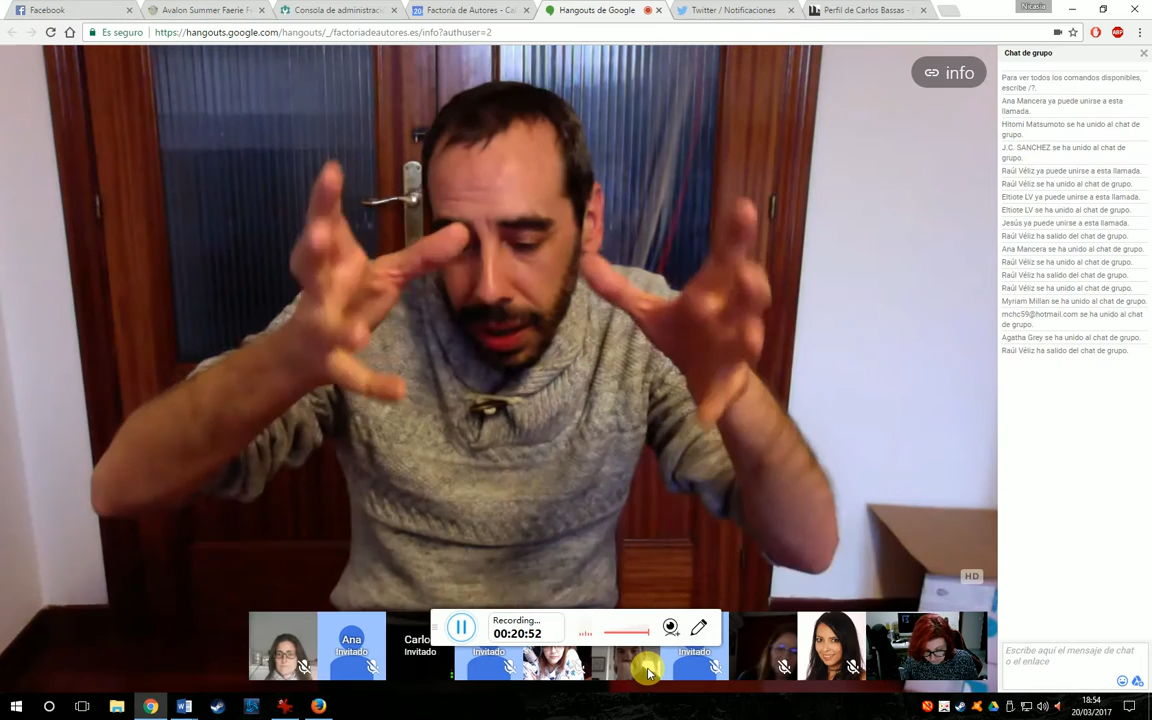 Nicasia
Facebook
Avalon Summer Faerie F
Consola de administrac
Factoría de Autores - Ca
Hangouts de Google
Twitter / Notificaciones
Perfil de Carlos Bassas -
Es seguro
https://hangouts.google.com/hangouts/_/factoriadeautores.es/info?authuser=2
info
HD
Chat de grupo
Para ver todos los comandos disponibles,
escribe /?.
Ana Mancera ya puede unirse a esta
llamada.
Hitomi Matsumoto se ha unido al chat de
grupo.
J.C. SANCHEZ se ha unido al chat de
grupo.
Raúl Véliz ya puede unirse a esta llamada.
Raúl Véliz se ha unido al chat de grupo.
Eltiote LV ya puede unirse a esta llamada.
Eltiote LV se ha unido al chat de grupo.
Jesús ya puede unirse a esta llamada.
Raúl Véliz ha salido del chat de grupo.
Ana Mancera se ha unido al chat de grupo.
Raúl Véliz se ha unido al chat de grupo.
Raúl Véliz ha salido del chat de grupo.
Raúl Véliz se ha unido al chat de grupo.
Myriam Millan se ha unido al chat de grupo.
mchc59@hotmail.com se ha unido al chat
de grupo.
Agatha Grey se ha unido al chat de grupo.
Raúl Véliz ha salido del chat de grupo.
Escribe aquí el mensaje de chat
o el enlace
Recording...
00:20:52
Ana
Invitado
Carlo
Invitado
Invitado
18:54
20/03/2017